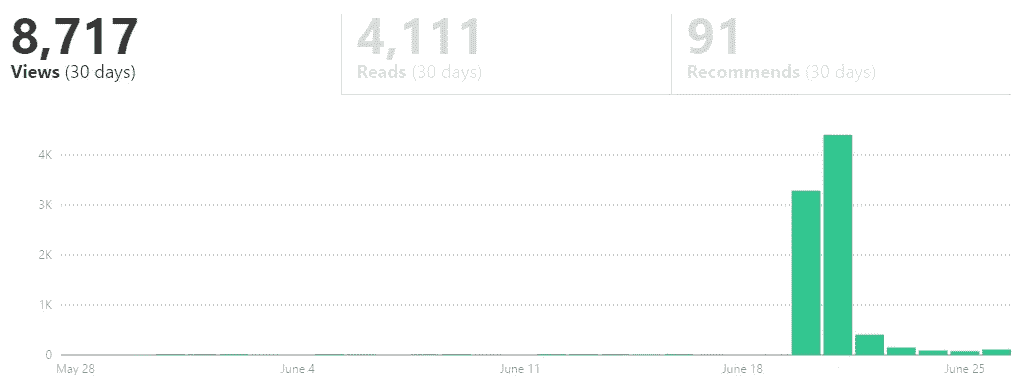 8,717 4,111 91
Views (30 days) Reads (30 days) Recommends (30 days)
4K
3K
2K
1K
0
May 28 June 4 June 11 June 18 June 25